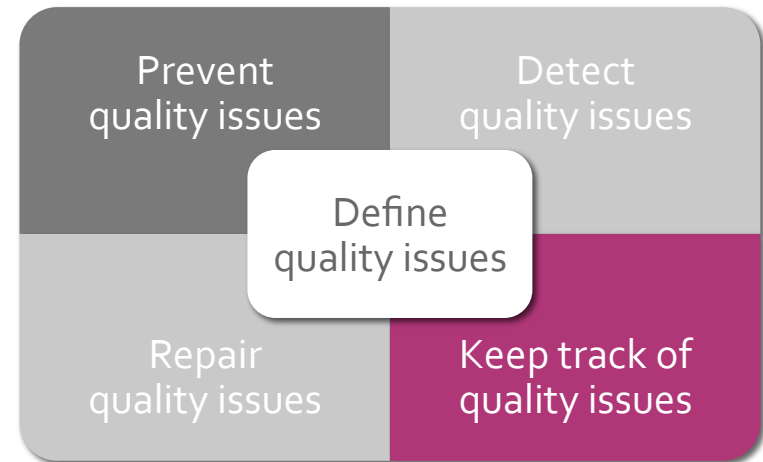 Prevent
quality issues
Detect
quality issues
Define
quality issues
Repair
quality issues
Keep track of
quality issues